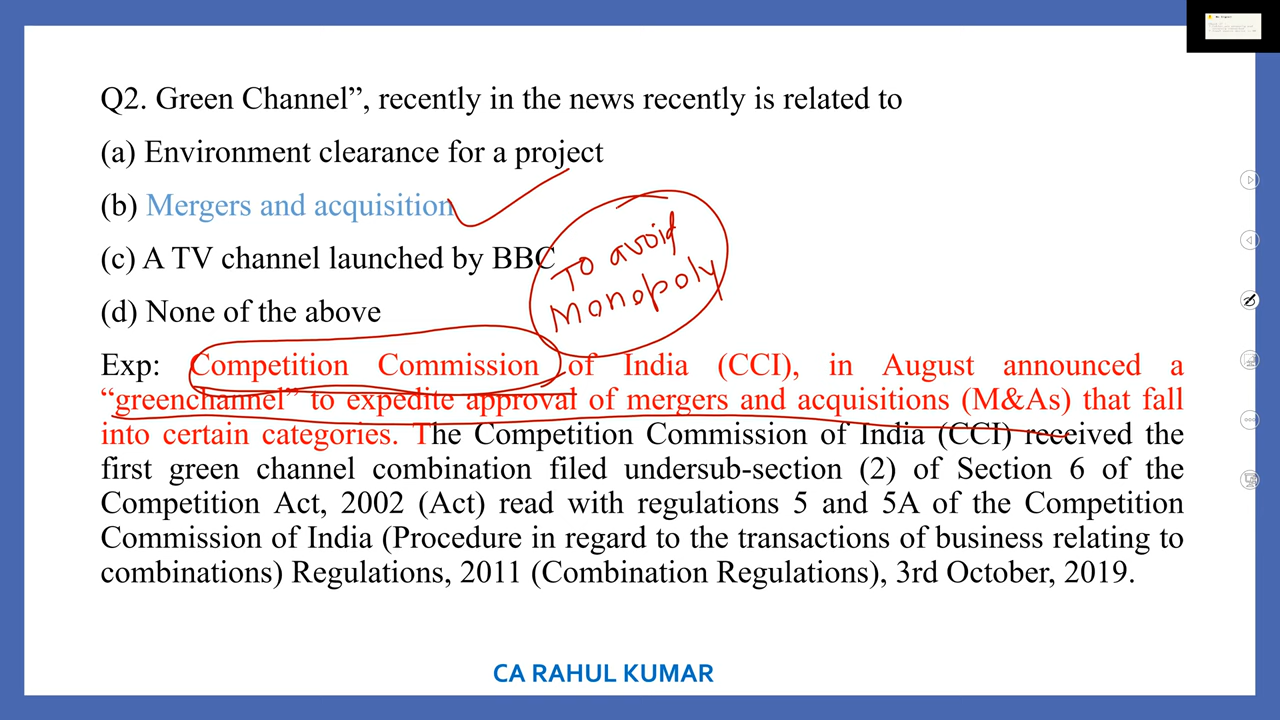 Q2. Green Channel”, recently in the news recently is related to
(a) Environment clearance for a project
(b) Mergers and acquisition
(c) A TV channel launched by BBC
To avoid
Monopoly
(d) None of the above
Exp: Competition Commission of India (CCI), in August announced a
“greenchannel” to expedite approval of mergers and acquisitions (M&As) that fall
into certain categories. The Competition Commission of India (CCI) received the
first green channel combination filed undersub-section (2) of Section 6 of the
Competition Act, 2002 (Act) read with regulations 5 and 5A of the Competition
Commission of India (Procedure in regard to the transactions of business relating to
combinations) Regulations, 2011 (Combination Regulations), 3rd October, 2019.
CA RAHUL KUMAR